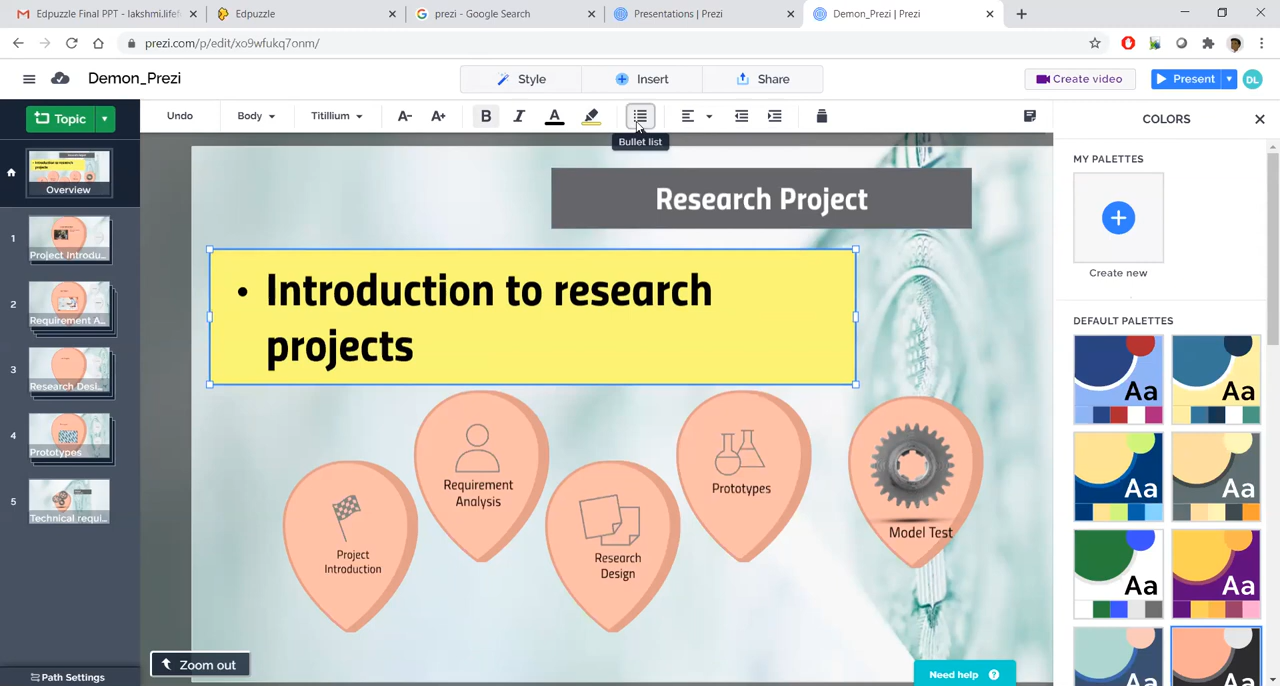 Edpuzzle Final PPT - lakshmi.lifef
Edpuzzle
prezi - Google Search
Presentations | Prezi
Demon_Prezi | Prezi
prezi.com/p/edit/xo9wfukq7onm/
Demon_Prezi
Style
Insert
Share
Create video
Present
DL
Topic
Undo
Body
Titillium
A-
A+
B
I
A
Bullet list
COLORS
MY PALETTES
Create new
DEFAULT PALETTES
Aa
Aa
Aa
Aa
Aa
Aa
Overview
1
Project Introdu...
2
Requirement A...
3
Research Desi...
4
Prototypes
5
Technical requi...
Path Settings
Research Project
• Introduction to research
projects
Project
Introduction
Requirement
Analysis
Research
Design
Prototypes
Model Test
Zoom out
Need help ?